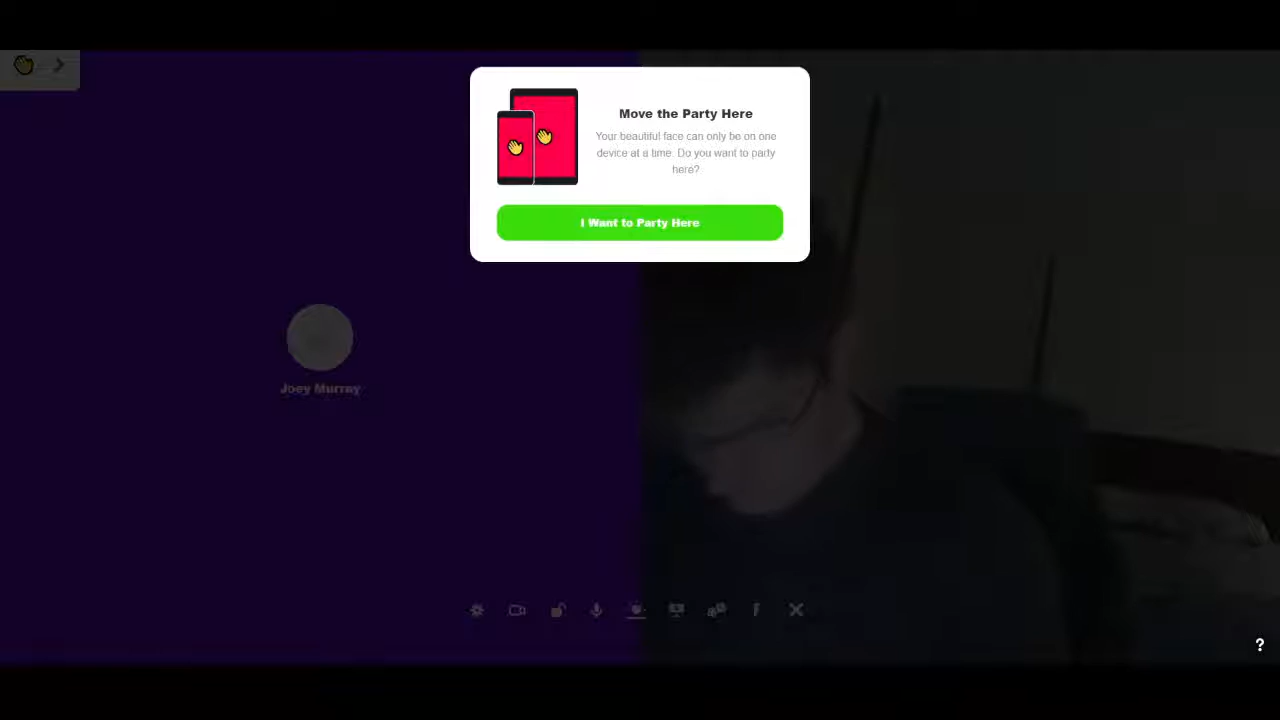 Move the Party Here
Your beautiful face can only be on one
device at a time. Do you want to party
here?
I Want to Party Here
Joey Murray
?